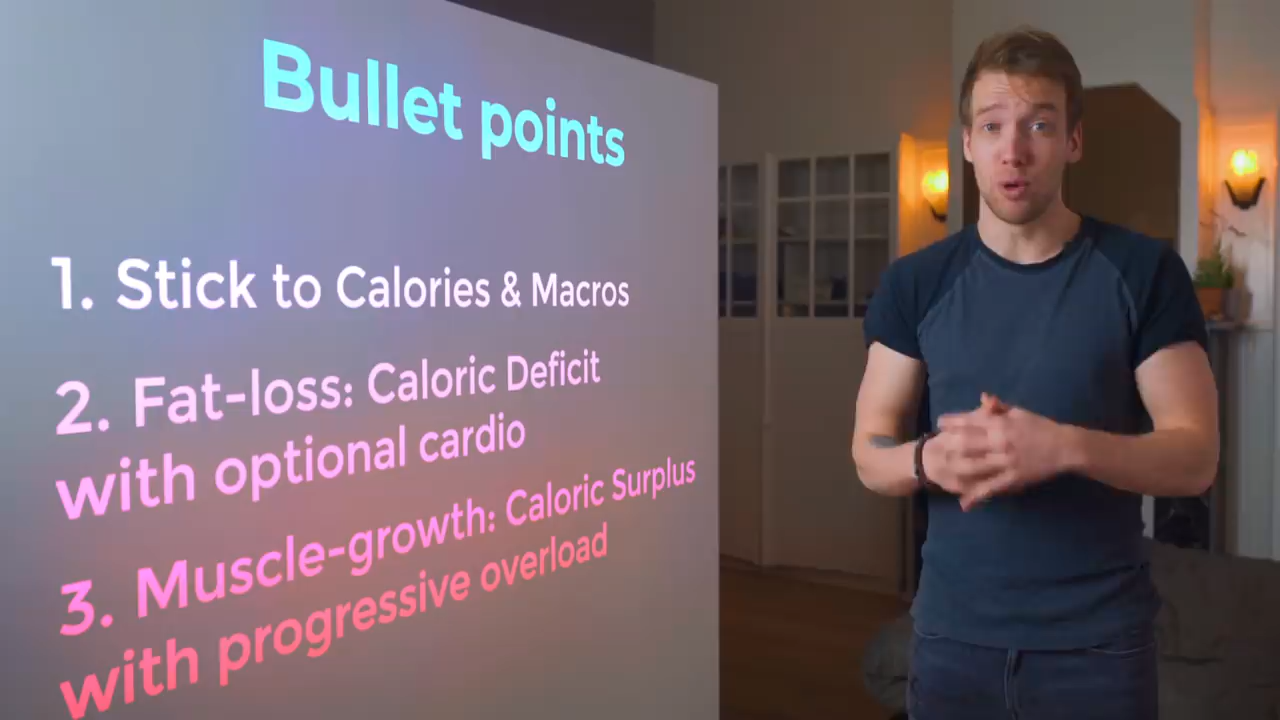 Bullet points
1. Stick to Calories & Macros
2. Fat-loss: Caloric Deficit
with optional cardio
3. Muscle-growth: Caloric Surplus
with progressive overload